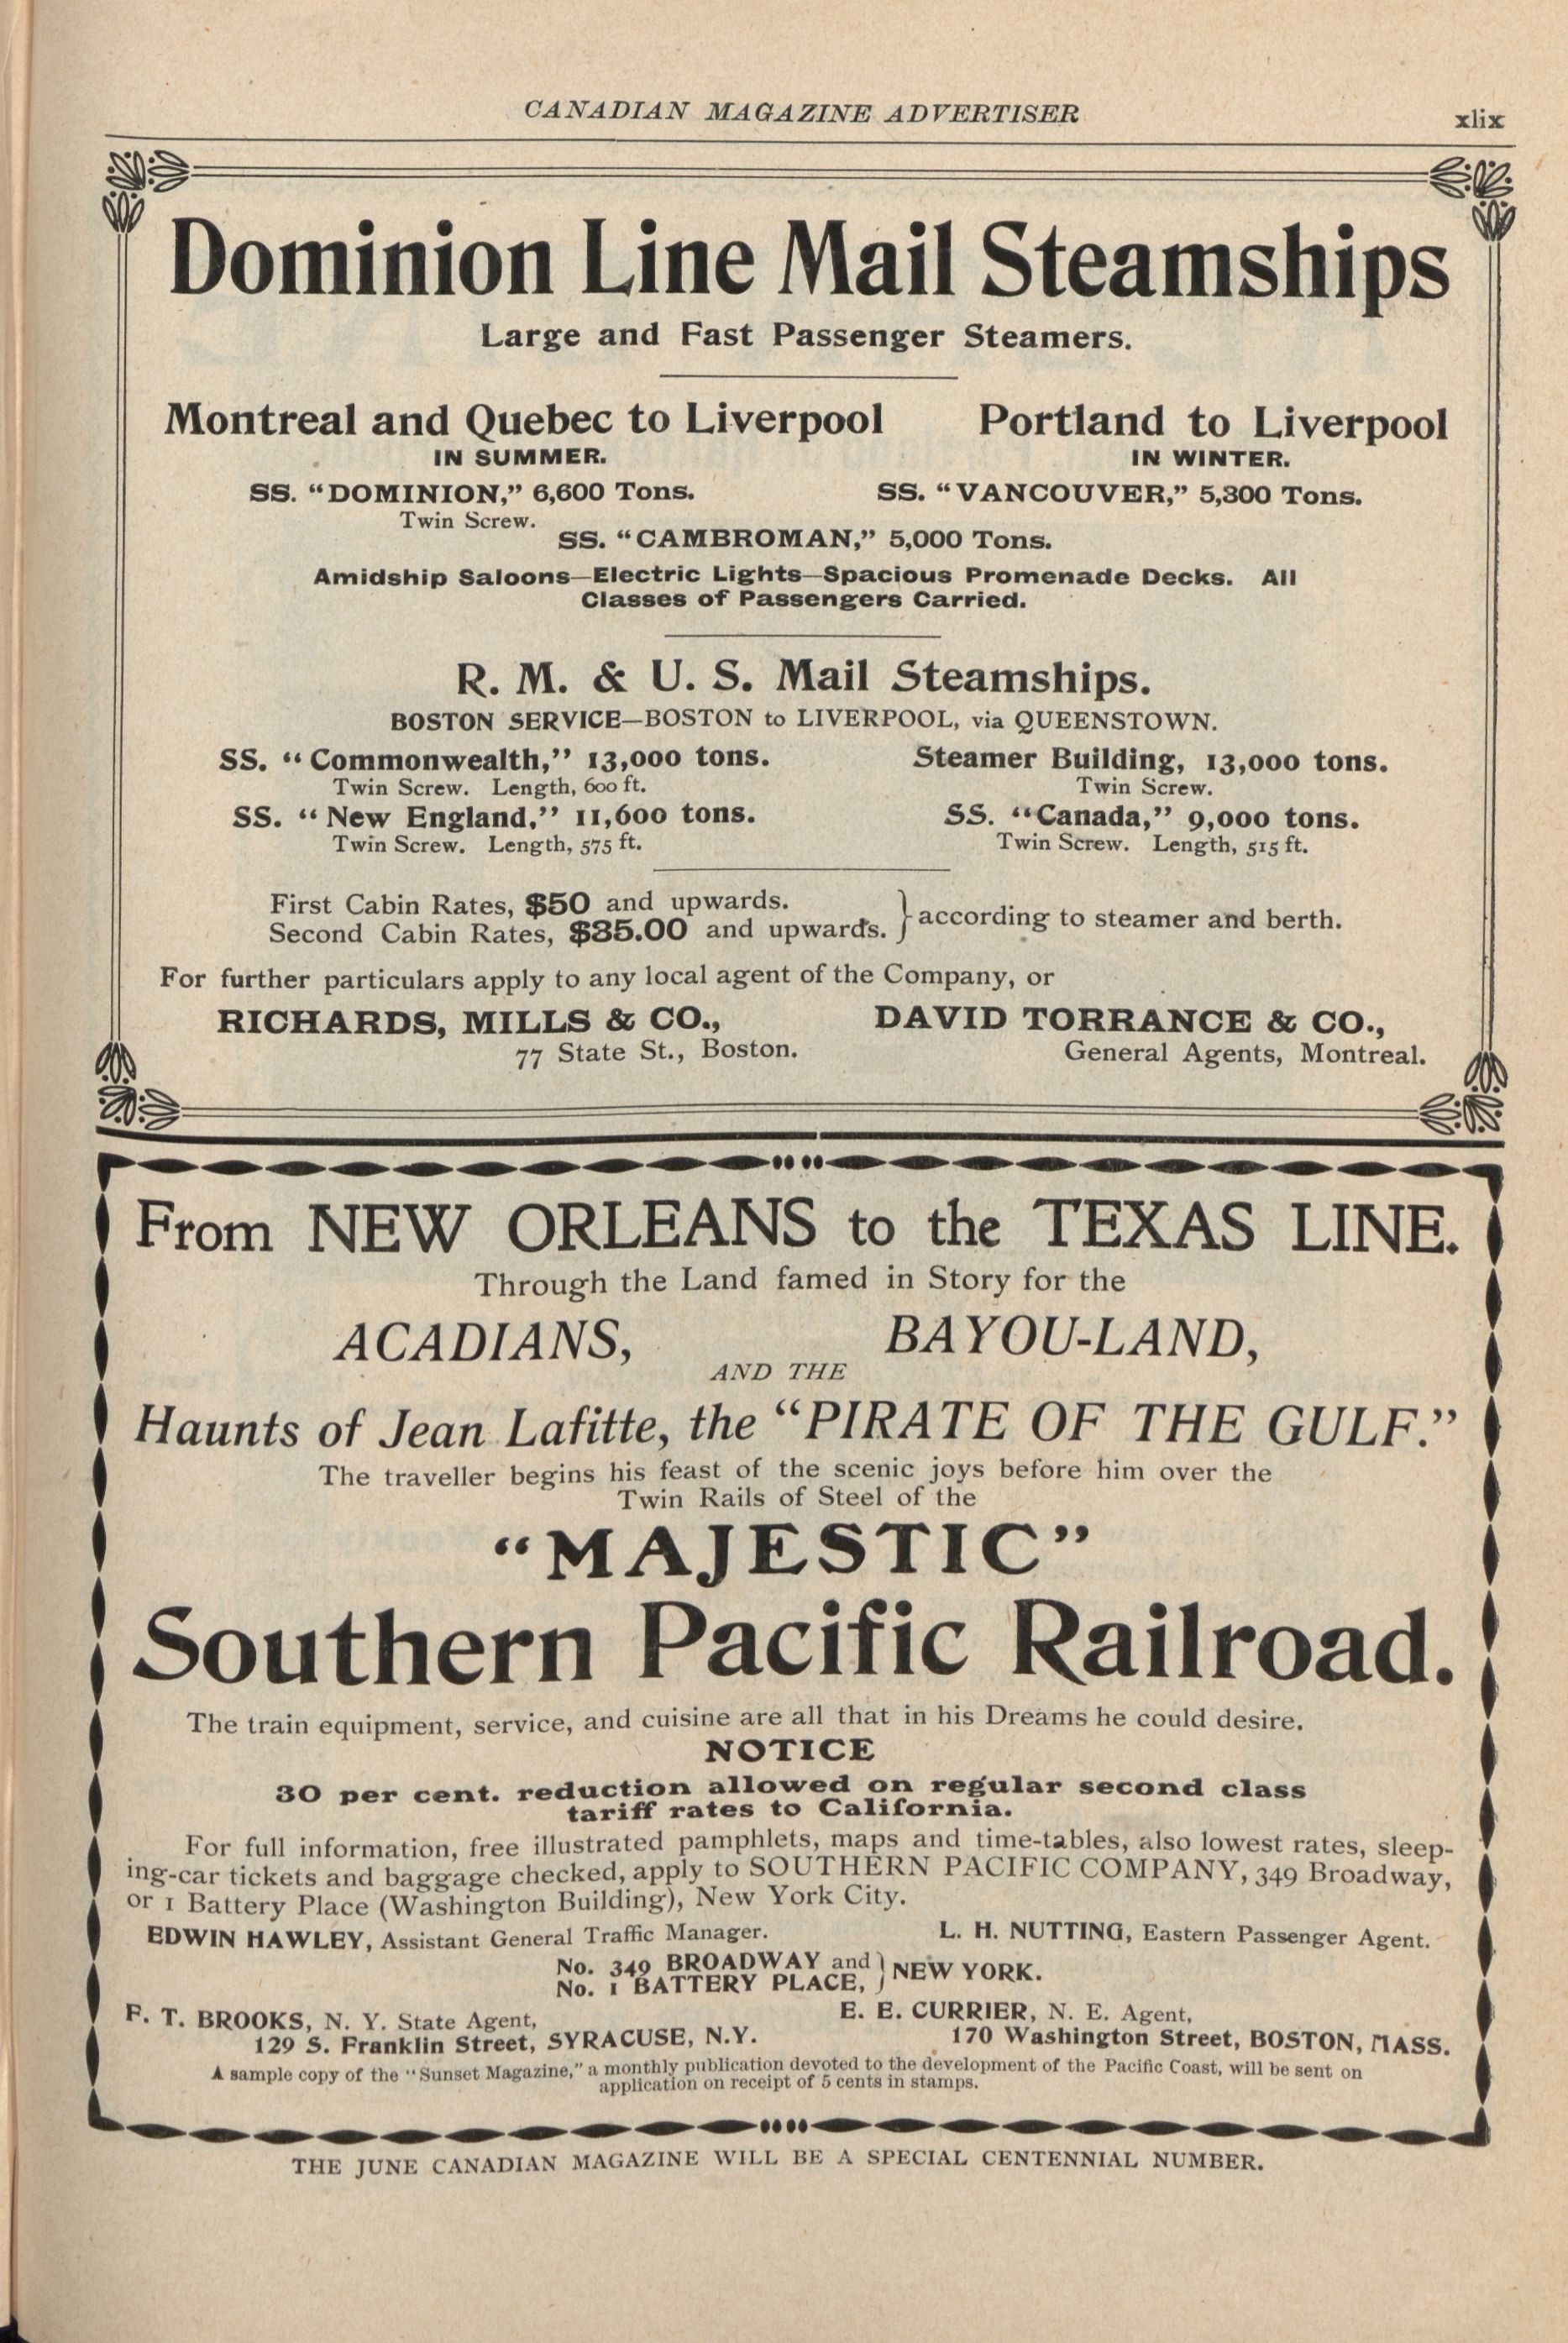 CANADIAN MAGAZINE ADVERTISER xlix
Dominion Line Mail Steamships
Large and Fast Passenger Steamers.
Montreal and Quebec to Liverpool
IN SUMMER.
Portland to Liverpool
IN WINTER.
SS. “DOMINION,” 6,600 Tons.
Twin Screw.
SS. “VANCOUVER,” 5,300 Tons.
SS. “CAMBROMAN,” 5,000 Tons.
Amidship Saloons—Electric Lights—Spacious Promenade Decks. All
Classes of Passengers Carried.
R. M. & U. S. Mail Steamships.
BOSTON SERVICE—BOSTON to LIVERPOOL, via QUEENSTOWN.
SS. “Commonwealth,” 13,000 tons.
Twin Screw. Length, 600 ft.
Steamer Building, 13,000 tons.
Twin Screw.
SS. “New England,” 11,600 tons.
Twin Screw. Length, 575 ft.
SS. “Canada,” 9,000 tons.
Twin Screw. Length, 515 ft.
First Cabin Rates, $50 and upwards.
Second Cabin Rates, $35.00 and upwards.
} according to steamer and berth.
For further particulars apply to any local agent of the Company, or
RICHARDS, MILLS & CO.,
77 State St., Boston.
DAVID TORRANCE & CO.,
General Agents, Montreal.
From NEW ORLEANS to the TEXAS LINE.
Through the Land famed in Story for the
ACADIANS, BAYOU-LAND,
AND THE
Haunts of Jean Lafitte, the “PIRATE OF THE GULF.”
The traveller begins his feast of the scenic joys before him over the
Twin Rails of Steel of the
“MAJESTIC”
Southern Pacific Railroad.
The train equipment, service, and cuisine are all that in his Dreams he could desire.
NOTICE
30 per cent. reduction allowed on regular second class
tariff rates to California.
For full information, free illustrated pamphlets, maps and time-tables, also lowest rates, sleep-
ing-car tickets and baggage checked, apply to SOUTHERN PACIFIC COMPANY, 349 Broadway,
or 1 Battery Place (Washington Building), New York City.
EDWIN HAWLEY, Assistant General Traffic Manager. L. H. NUTTING, Eastern Passenger Agent.
No. 349 BROADWAY and
No. 1 BATTERY PLACE,
} NEW YORK.
F. T. BROOKS, N. Y. State Agent,
129 S. Franklin Street, SYRACUSE, N.Y.
E. E. CURRIER, N. E. Agent,
170 Washington Street, BOSTON, MASS.
A sample copy of the “Sunset Magazine,” a monthly publication devoted to the development of the Pacific Coast, will be sent on
application on receipt of 5 cents in stamps.
THE JUNE CANADIAN MAGAZINE WILL BE A SPECIAL CENTENNIAL NUMBER.